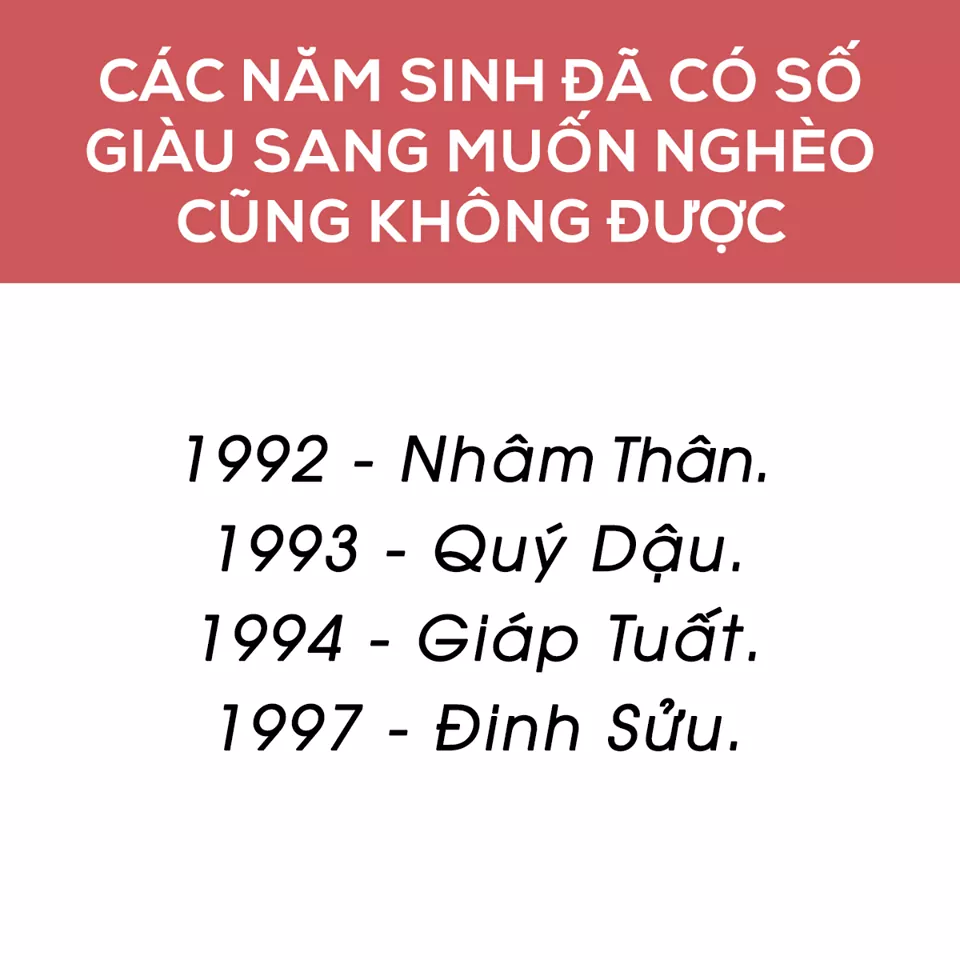 CÁC NĂM SINH ĐÃ CÓ SỐ
GIÀU SANG MUỐN NGHÈO
CŨNG KHÔNG ĐƯỢC
1992 - Nhâm Thân.
1993 - Quý Dậu.
1994 - Giáp Tuất.
1997 - Đinh Sửu.